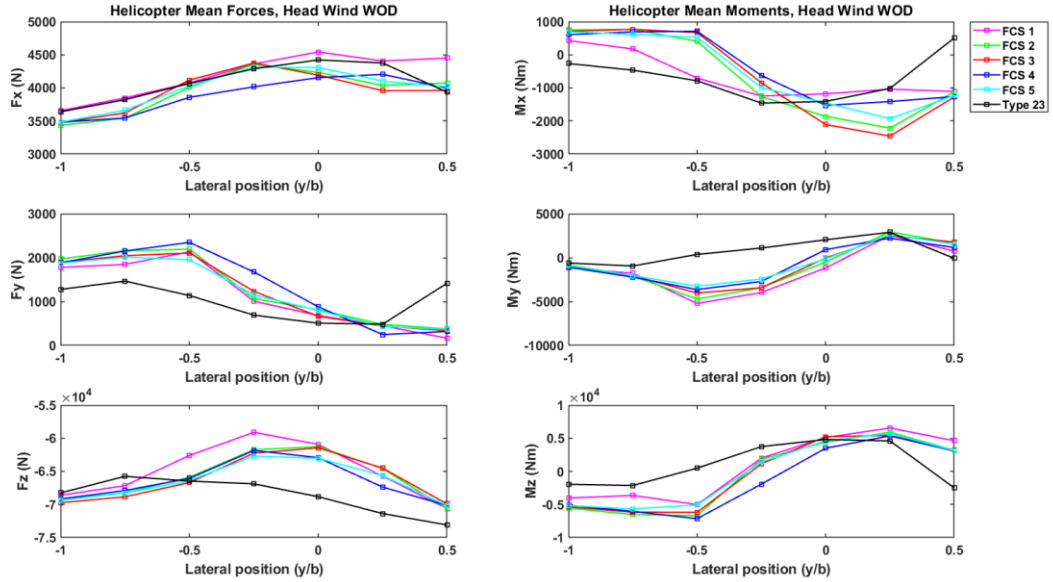 Helicopter Mean Forces, Head Wind WOD
5000
4500
4000
3500
3000
Fx (N)
-1
-0.5
0
0.5
Lateral position (y/b)
Helicopter Mean Moments, Head Wind WOD
1000
0
-1000
-2000
-3000
Mx (Nm)
-1
-0.5
0
0.5
Lateral position (y/b)
FCS 1
FCS 2
FCS 3
FCS 4
FCS 5
Type 23
3000
2000
1000
0
Fy (N)
-1
-0.5
0
0.5
Lateral position (y/b)
5000
0
-5000
-10000
My (Nm)
-1
-0.5
0
0.5
Lateral position (y/b)
×10⁴
-5.5
-6
-6.5
-7
-7.5
Fz (N)
-1
-0.5
0
0.5
Lateral position (y/b)
×10⁴
1
0.5
0
-0.5
-1
Mz (Nm)
-1
-0.5
0
0.5
Lateral position (y/b)